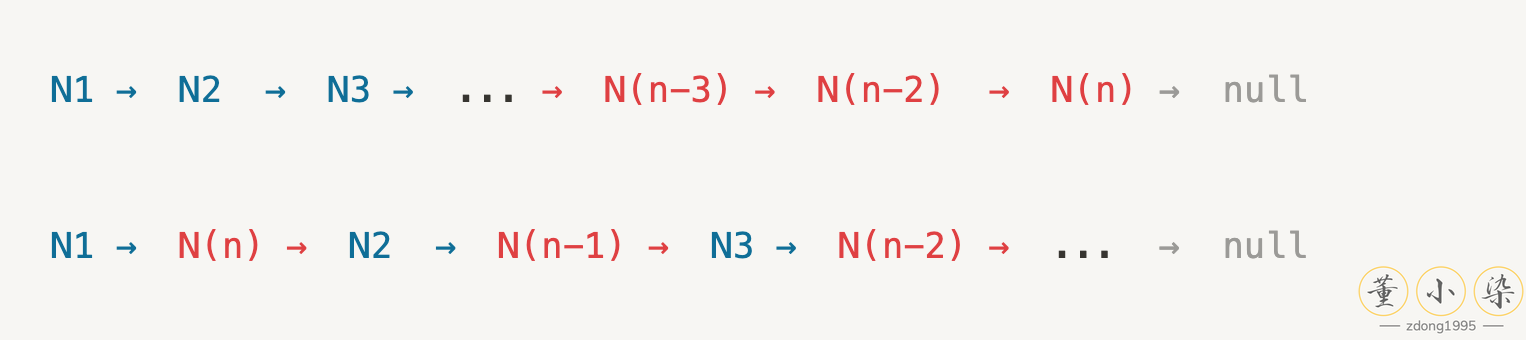 N1 → N2 → N3 → ... → N(n−3) → N(n−2) → N(n) → null
N1 → N(n) → N2 → N(n−1) → N3 → N(n−2) → ... → null
董小染
zdong1995